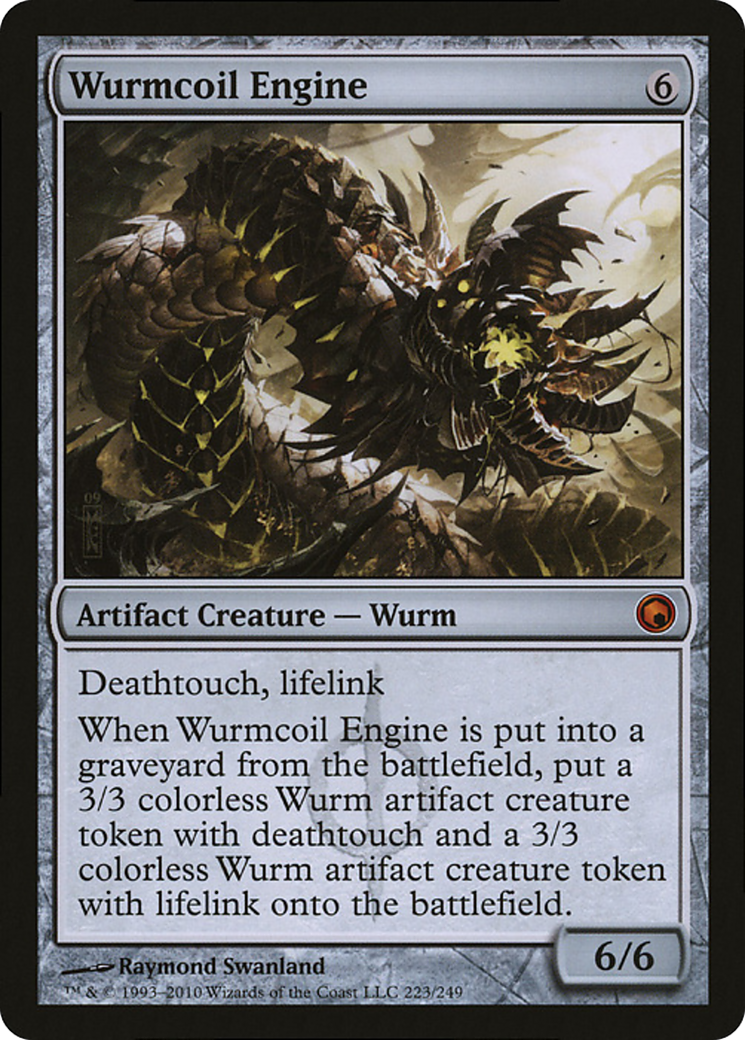 Wurmcoil Engine 6
Artifact Creature — Wurm
Deathtouch, lifelink
When Wurmcoil Engine is put into a
graveyard from the battlefield, put a
3/3 colorless Wurm artifact creature
token with deathtouch and a 3/3
colorless Wurm artifact creature token
with lifelink onto the battlefield.
6/6
Raymond Swanland
™ & © 1993–2010 Wizards of the Coast LLC 223/249
09